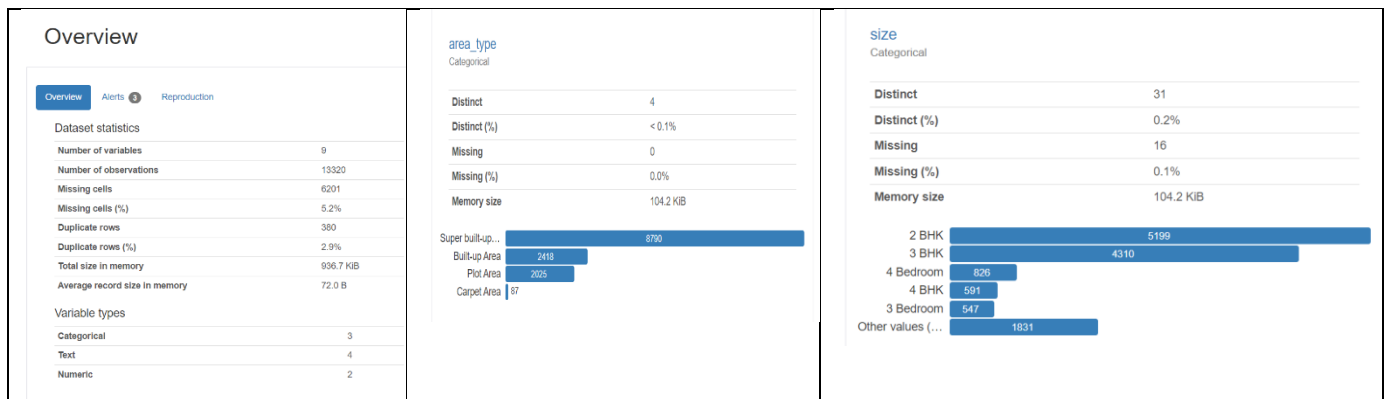 Overview
Overview Alerts 3 Reproduction
Dataset statistics
Number of variables 9
Number of observations 13320
Missing cells 6201
Missing cells (%) 5.2%
Duplicate rows 380
Duplicate rows (%) 2.9%
Total size in memory 936.7 KiB
Average record size in memory 72.0 B
Variable types
Categorical 3
Text 4
Numeric 2
area_type
Categorical
Distinct 4
Distinct (%) < 0.1%
Missing 0
Missing (%) 0.0%
Memory size 104.2 KiB
Super built-up... 8790
Built-up Area 2418
Plot Area 2025
Carpet Area 87
size
Categorical
Distinct 31
Distinct (%) 0.2%
Missing 16
Missing (%) 0.1%
Memory size 104.2 KiB
2 BHK 5199
3 BHK 4310
4 Bedroom 826
4 BHK 591
3 Bedroom 547
Other values (... 1831